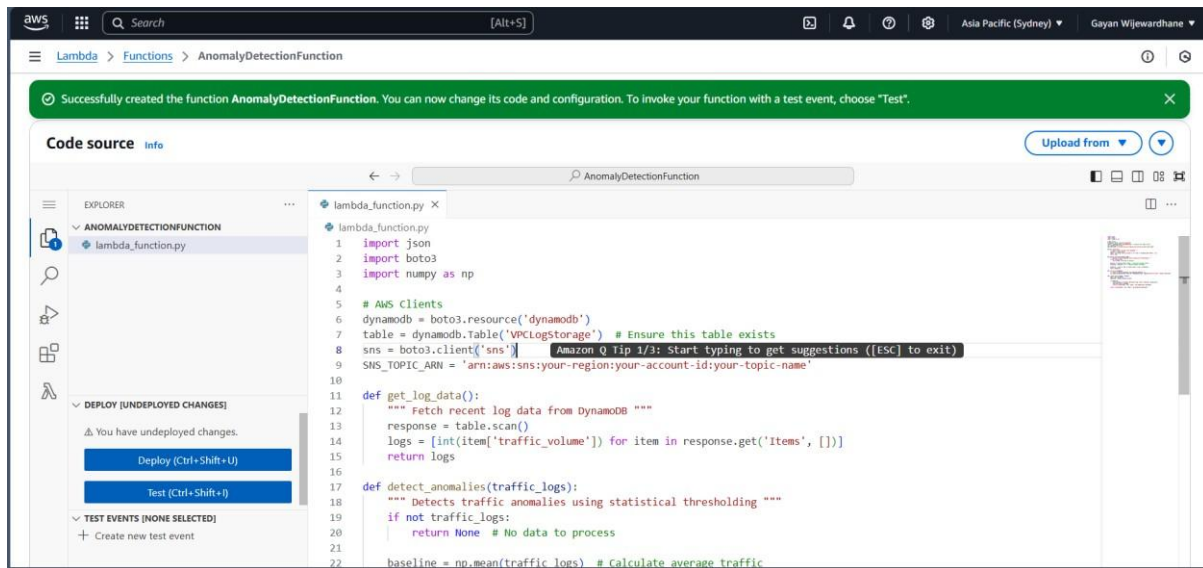 aws
Search
[Alt+S]
Asia Pacific (Sydney) ▼
Gayan Wijewardhane ▼
Lambda > Functions > AnomalyDetectionFunction
Successfully created the function AnomalyDetectionFunction. You can now change its code and configuration. To invoke your function with a test event, choose "Test".
Code source Info
Upload from ▼
AnomalyDetectionFunction
EXPLORER
ANOMALYDETECTIONFUNCTION
lambda_function.py
1
DEPLOY [UNDEPLOYED CHANGES]
You have undeployed changes.
Deploy (Ctrl+Shift+U)
Test (Ctrl+Shift+I)
TEST EVENTS [NONE SELECTED]
+ Create new test event
lambda_function.py ×
lambda_function.py
1 import json
2 import boto3
3 import numpy as np
4
5 # AWS Clients
6 dynamodb = boto3.resource('dynamodb')
7 table = dynamodb.Table('VPCLogStorage')  # Ensure this table exists
8 sns = boto3.client('sns') Amazon Q Tip 1/3: Start typing to get suggestions ([ESC] to exit)
9 SNS_TOPIC_ARN = 'arn:aws:sns:your-region:your-account-id:your-topic-name'
10
11 def get_log_data():
12     """ Fetch recent log data from DynamoDB """
13     response = table.scan()
14     logs = [int(item['traffic_volume']) for item in response.get('Items', [])]
15     return logs
16
17 def detect_anomalies(traffic_logs):
18     """ Detects traffic anomalies using statistical thresholding """
19     if not traffic_logs:
20         return None  # No data to process
21
22     baseline = np.mean(traffic_logs)  # Calculate average traffic